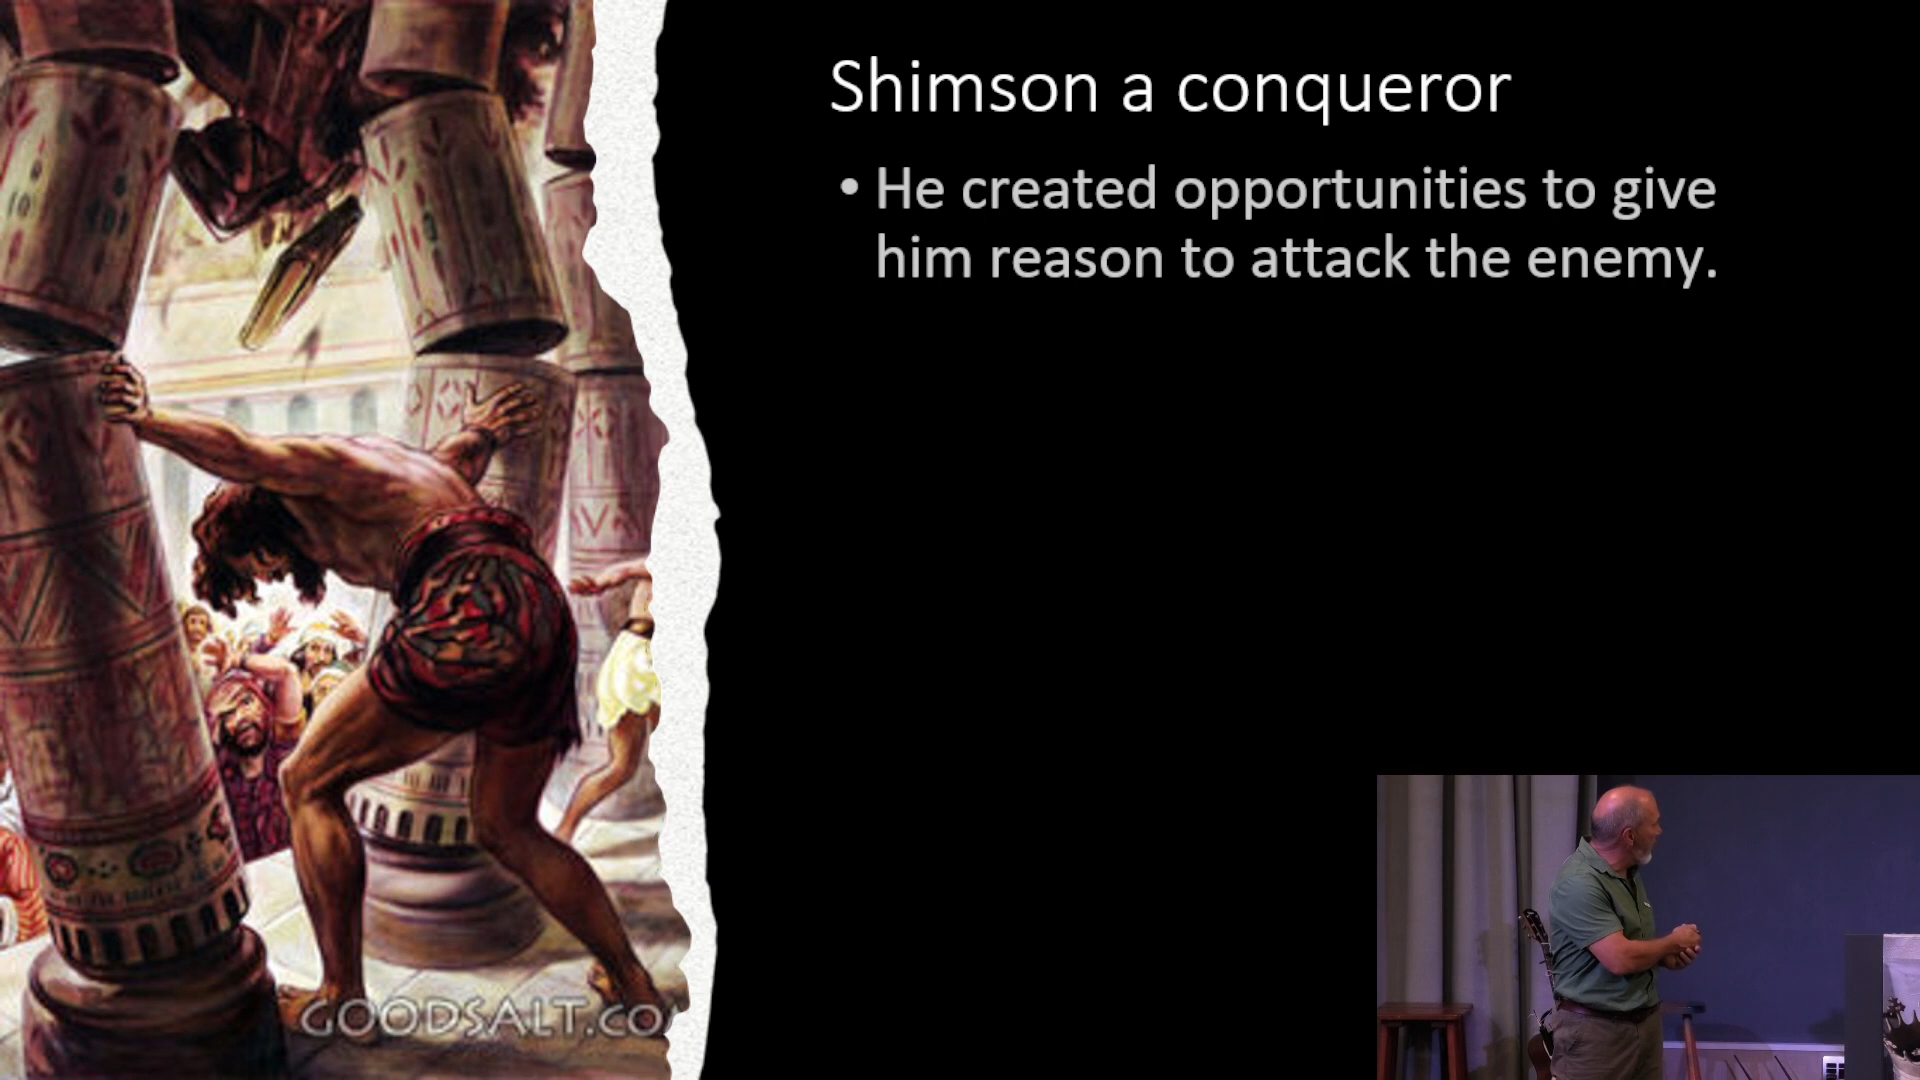 Shimson a conqueror
• He created opportunities to give
him reason to attack the enemy.
GOODSALT.CO